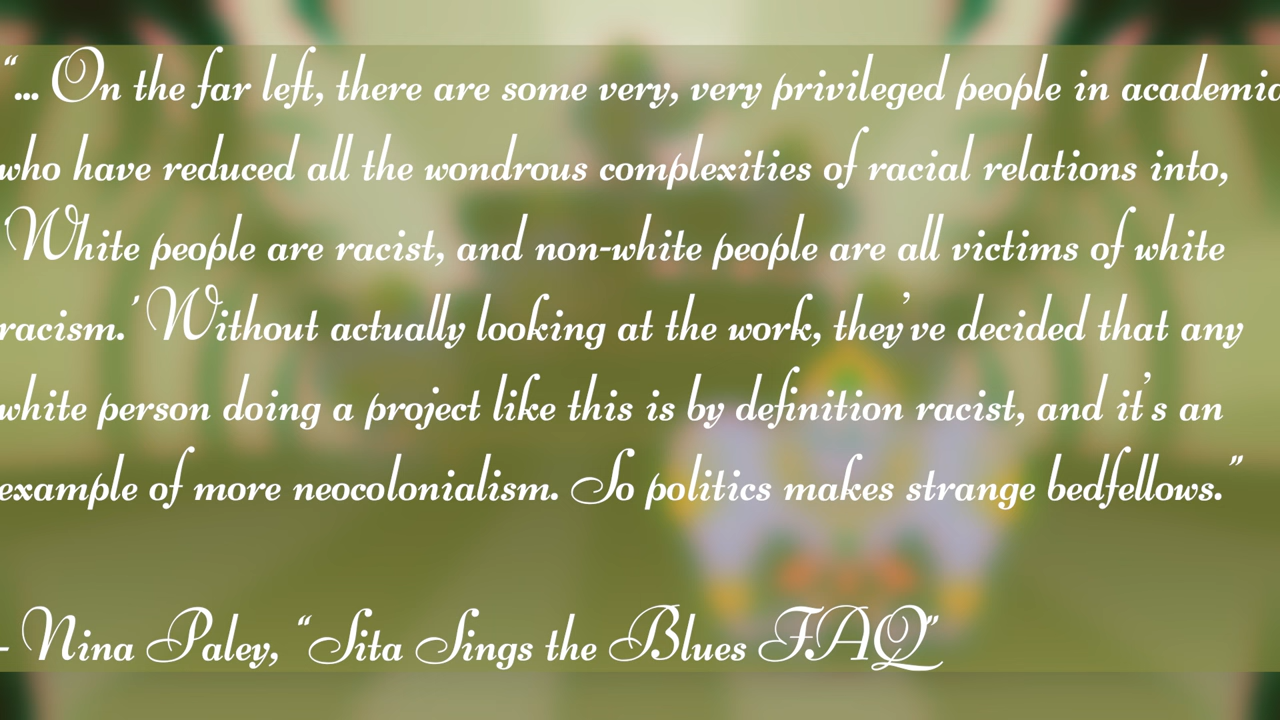 “... On the far left, there are some very, very privileged people in academic
who have reduced all the wondrous complexities of racial relations into,
‘White people are racist, and non-white people are all victims of white
racism.’ Without actually looking at the work, they’ve decided that any
white person doing a project like this is by definition racist, and it’s an
example of more neocolonialism. So politics makes strange bedfellows.”
- Nina Paley, “Sita Sings the Blues FAQ”